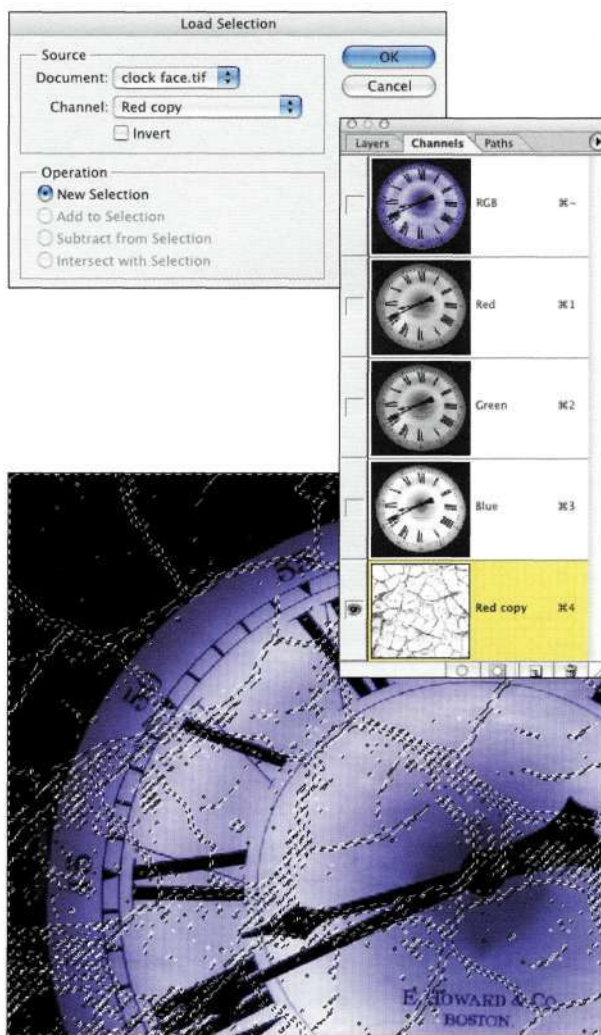 Load Selection
Source
Document: clock face.tif
Channel: Red copy
Invert
OK
Cancel
Operation
New Selection
Add to Selection
Subtract from Selection
Intersect with Selection
Layers Channels Paths
RGB ⌘~
Red ⌘1
Green ⌘2
Blue ⌘3
Red copy ⌘4
55
50
E. HOWARD & CO
BOSTON.